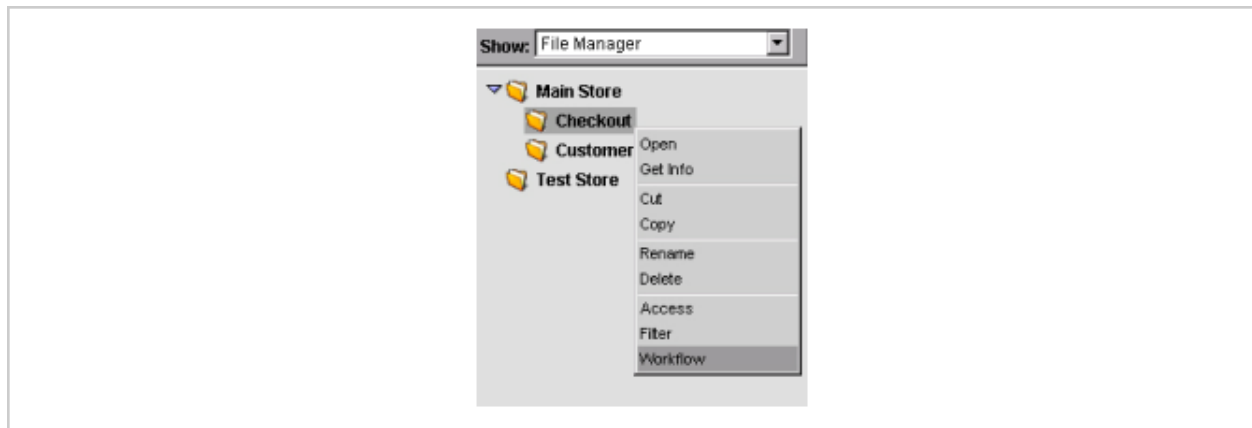 Show: File Manager
Main Store
Checkout
Customer
Test Store
Open
Get Info
Cut
Copy
Rename
Delete
Access
Filter
Workflow